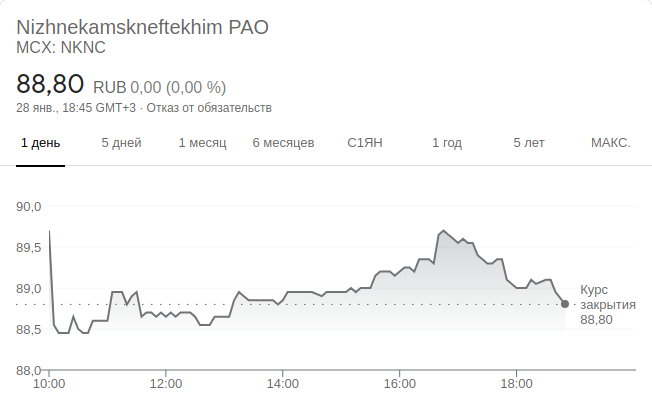 Nizhnekamskneftekhim PAO
MCX: NKNC
88,80 RUB 0,00 (0,00 %)
28 янв., 18:45 GMT+3 · Отказ от обязательств
1 день 5 дней 1 месяц 6 месяцев С1ЯН 1 год 5 лет МАКС.
90,0
89,5
89,0
88,5
88,0
Курс
закрытия
88,80
10:00 12:00 14:00 16:00 18:00